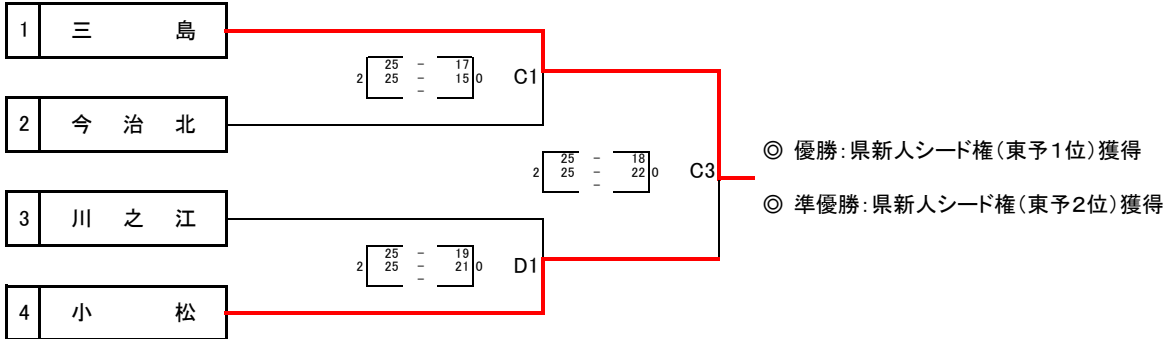 1 三 島
25 - 17
2 25 - 15 0 C1
-
2 今 治 北
25 - 18
2 25 - 22 0 C3
-
◎ 優勝：県新人シード権（東予１位）獲得
◎ 準優勝：県新人シード権（東予２位）獲得
3 川 之 江
25 - 19
2 25 - 21 0 D1
-
4 小 松